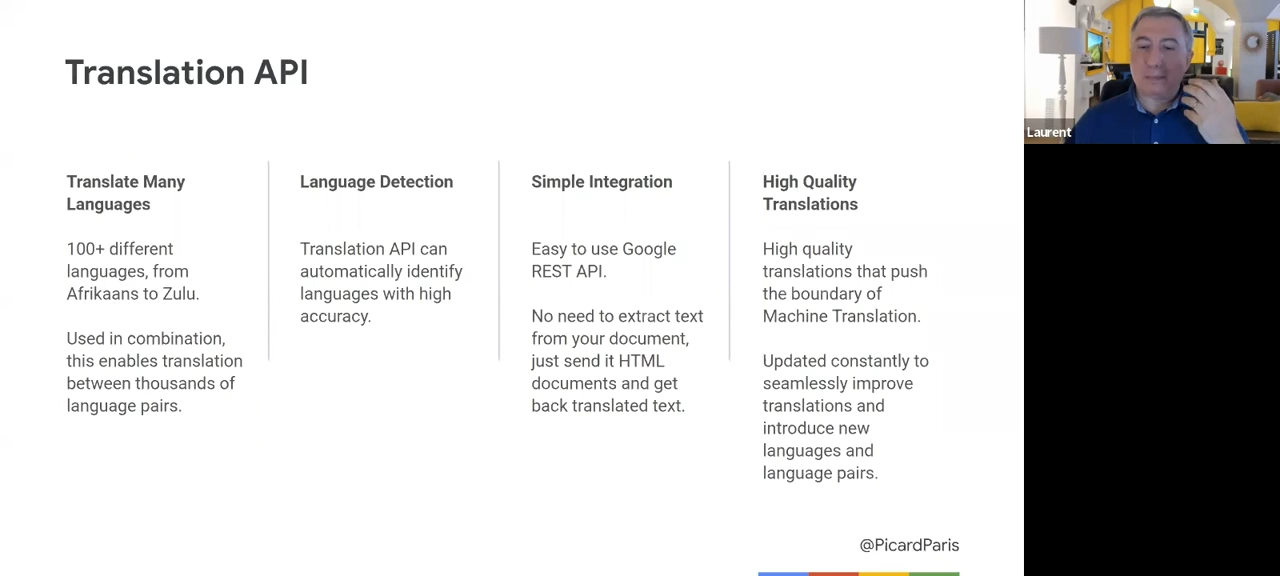 Translation API
Translate Many
Languages
100+ different
languages, from
Afrikaans to Zulu.
Used in combination,
this enables translation
between thousands of
language pairs.
Language Detection
Translation API can
automatically identify
languages with high
accuracy.
Simple Integration
Easy to use Google
REST API.
No need to extract text
from your document,
just send it HTML
documents and get
back translated text.
High Quality
Translations
High quality
translations that push
the boundary of
Machine Translation.
Updated constantly to
seamlessly improve
translations and
introduce new
languages and
language pairs.
@PicardParis
Laurent